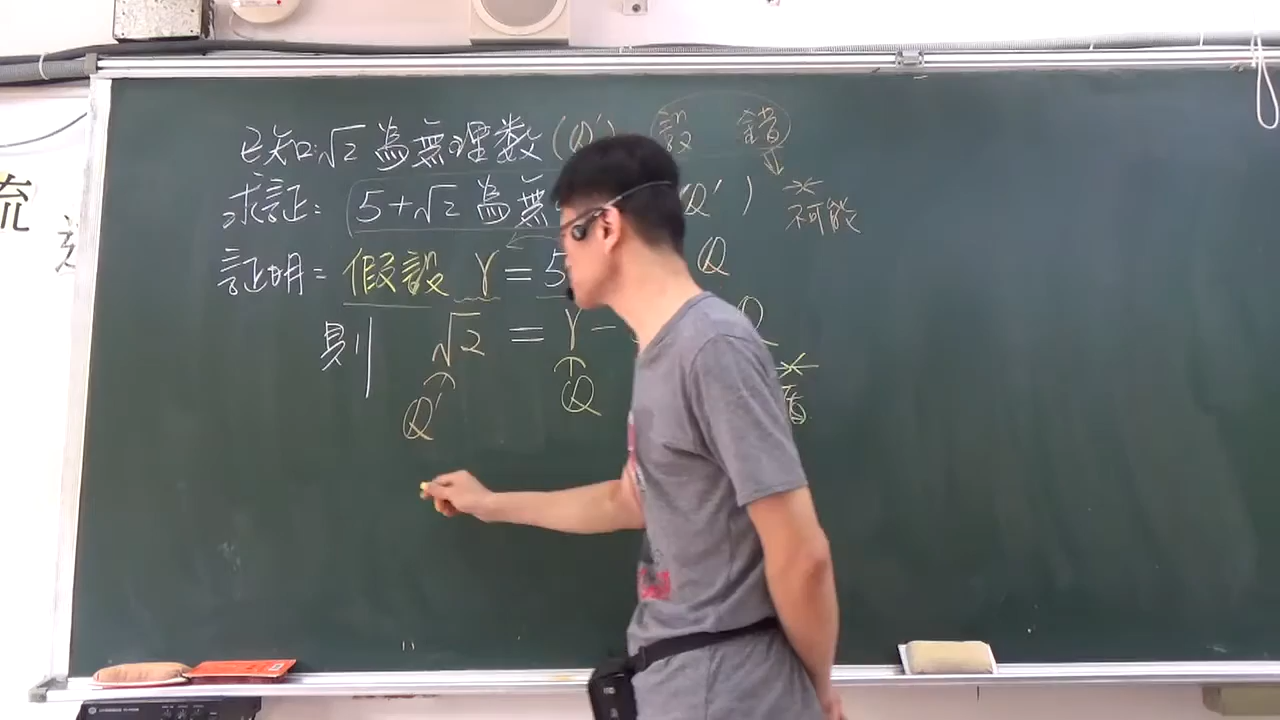 已知:√2 為無理數(Q') 設 錯
求証: 5+√2 為無 Q' )
不可能
証明= 假設 r = 5 Q
則 √2 = r - Q
Q' Q 盾
流